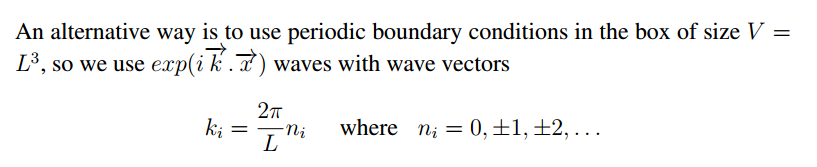 An alternative way is to use periodic boundary conditions in the box of size V =
L³, so we use exp(i k⃗ . x⃗) waves with wave vectors
kᵢ = 2π/L nᵢ where nᵢ = 0, ±1, ±2, . . .